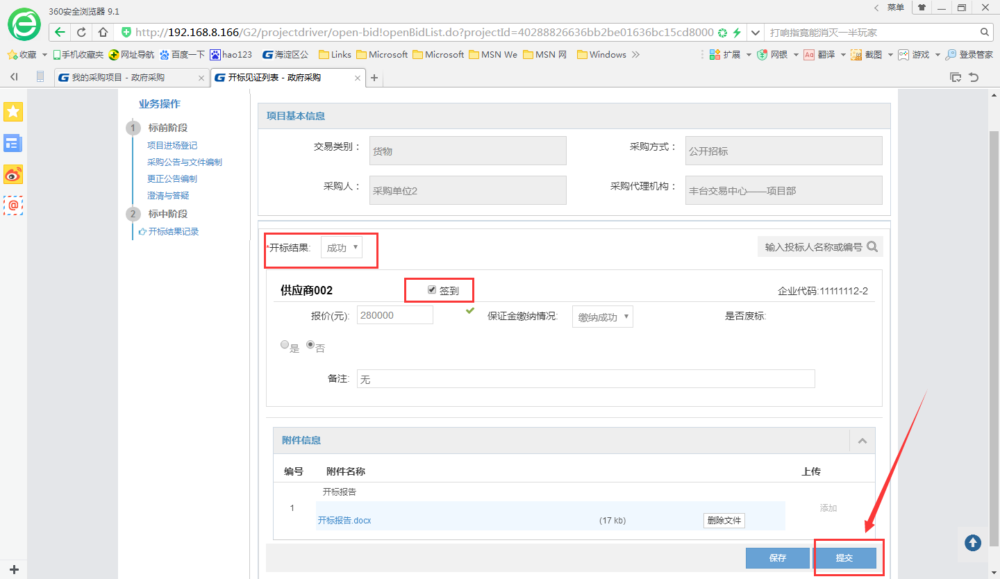 360安全浏览器 9.1
菜单
http://192.168.8.166/G2/projectdriver/open-bid!openBidList.do?projectId=40288826636bb2be01636bc15cd8000
打响指竟能消灭一半玩家
收藏 手机收藏夹 网址导航 百度一下 hao123 海淀区公 Links Microsoft Microsoft MSN We MSN 网 Windows >> 扩展 网银 Aa 翻译 截图 游戏 登录管家
我的采购项目 - 政府采购 开标见证列表 - 政府采购
业务操作
1 标前阶段
项目进场登记
采购公告与文件编制
更正公告编制
澄清与答疑
2 标中阶段
开标结果记录
项目基本信息
交易类别: 货物 采购方式: 公开招标
采购人: 采购单位2 采购代理机构: 丰台交易中心——项目部
*开标结果: 成功 输入投标人名称或编号
供应商002 签到 企业代码:11111112-2
报价(元): 280000 保证金缴纳情况: 缴纳成功 是否废标:
是 否
备注: 无
附件信息
编号 附件名称 上传
开标报告
1 添加
开标报告.docx (17 kb) 删除文件
保存 提交